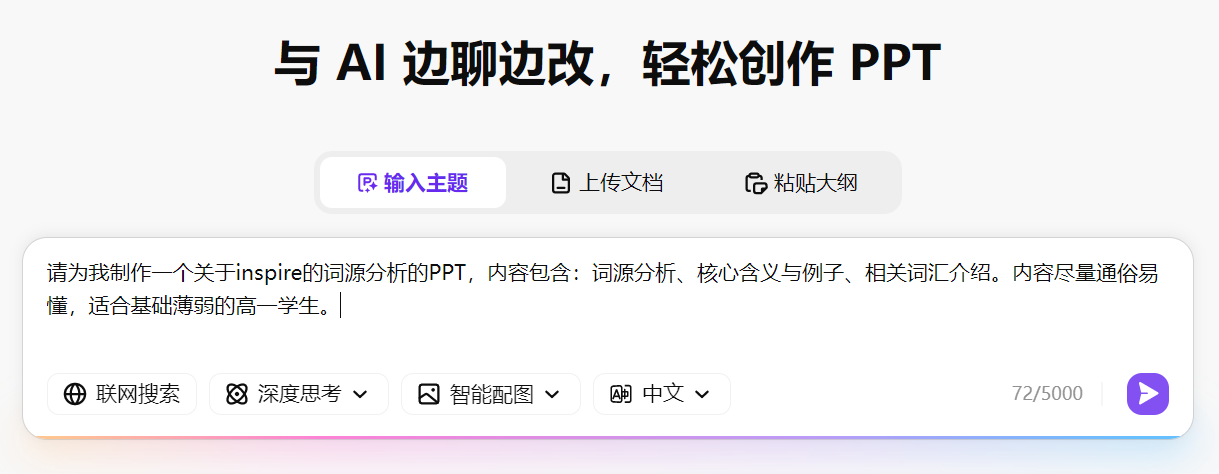 与 AI 边聊边改，轻松创作 PPT
输入主题
上传文档
粘贴大纲
请为我制作一个关于inspire的词源分析的PPT，内容包含：词源分析、核心含义与例子、相关词汇介绍。内容尽量通俗易
懂，适合基础薄弱的高一学生。
联网搜索
深度思考
智能配图
中文
72/5000